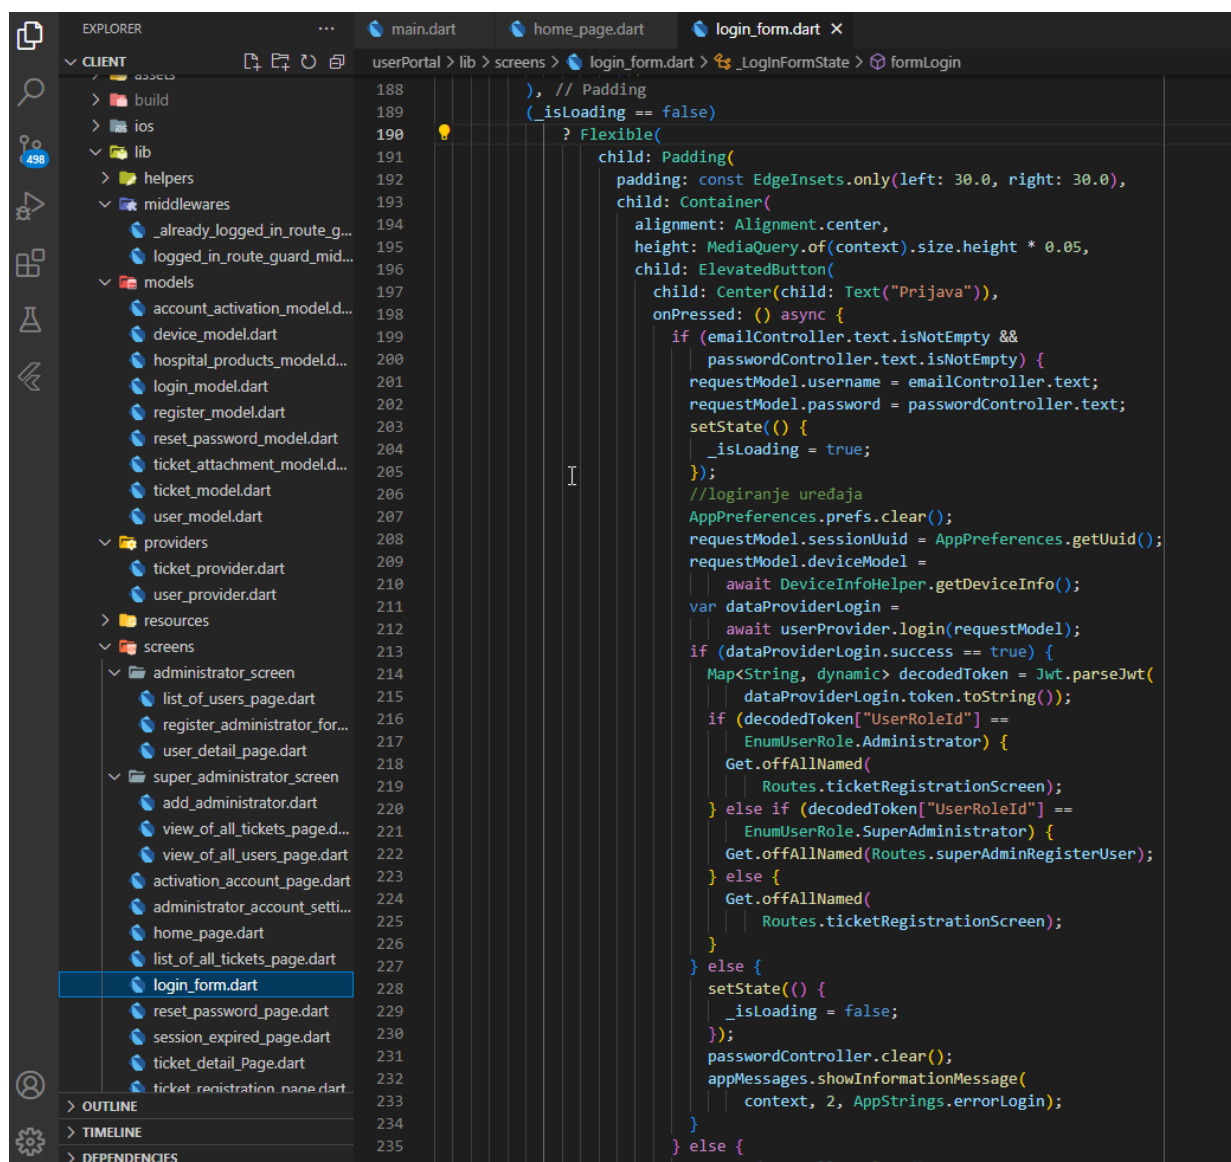 EXPLORER ...
CLIENT
assets
build
ios
lib
helpers
middlewares
_already_logged_in_route_g...
logged_in_route_guard_mid...
models
account_activation_model.d...
device_model.dart
hospital_products_model.d...
login_model.dart
register_model.dart
reset_password_model.dart
ticket_attachment_model.d...
ticket_model.dart
user_model.dart
providers
ticket_provider.dart
user_provider.dart
resources
screens
administrator_screen
list_of_users_page.dart
register_administrator_for...
user_detail_page.dart
super_administrator_screen
add_administrator.dart
view_of_all_tickets_page.d...
view_of_all_users_page.dart
activation_account_page.dart
administrator_account_setti...
home_page.dart
list_of_all_tickets_page.dart
login_form.dart
reset_password_page.dart
session_expired_page.dart
ticket_detail_Page.dart
ticket_registration_page.dart
OUTLINE
TIMELINE
DEPENDENCIES
498
main.dart home_page.dart login_form.dart
userPortal > lib > screens > login_form.dart > _LogInFormState > formLogin
188 ), // Padding
189 (_isLoading == false)
190 ? Flexible(
191 child: Padding(
192 padding: const EdgeInsets.only(left: 30.0, right: 30.0),
193 child: Container(
194 alignment: Alignment.center,
195 height: MediaQuery.of(context).size.height * 0.05,
196 child: ElevatedButton(
197 child: Center(child: Text("Prijava")),
198 onPressed: () async {
199 if (emailController.text.isNotEmpty &&
200 passwordController.text.isNotEmpty) {
201 requestModel.username = emailController.text;
202 requestModel.password = passwordController.text;
203 setState(() {
204 _isLoading = true;
205 });
206 //logiranje uređaja
207 AppPreferences.prefs.clear();
208 requestModel.sessionUuid = AppPreferences.getUuid();
209 requestModel.deviceModel =
210 await DeviceInfoHelper.getDeviceInfo();
211 var dataProviderLogin =
212 await userProvider.login(requestModel);
213 if (dataProviderLogin.success == true) {
214 Map<String, dynamic> decodedToken = Jwt.parseJwt(
215 dataProviderLogin.token.toString());
216 if (decodedToken["UserRoleId"] ==
217 EnumUserRole.Administrator) {
218 Get.offAllNamed(
219 Routes.ticketRegistrationScreen);
220 } else if (decodedToken["UserRoleId"] ==
221 EnumUserRole.SuperAdministrator) {
222 Get.offAllNamed(Routes.superAdminRegisterUser);
223 } else {
224 Get.offAllNamed(
225 Routes.ticketRegistrationScreen);
226 }
227 } else {
228 setState(() {
229 _isLoading = false;
230 });
231 passwordController.clear();
232 appMessages.showInformationMessage(
233 context, 2, AppStrings.errorLogin);
234 }
235 } else {